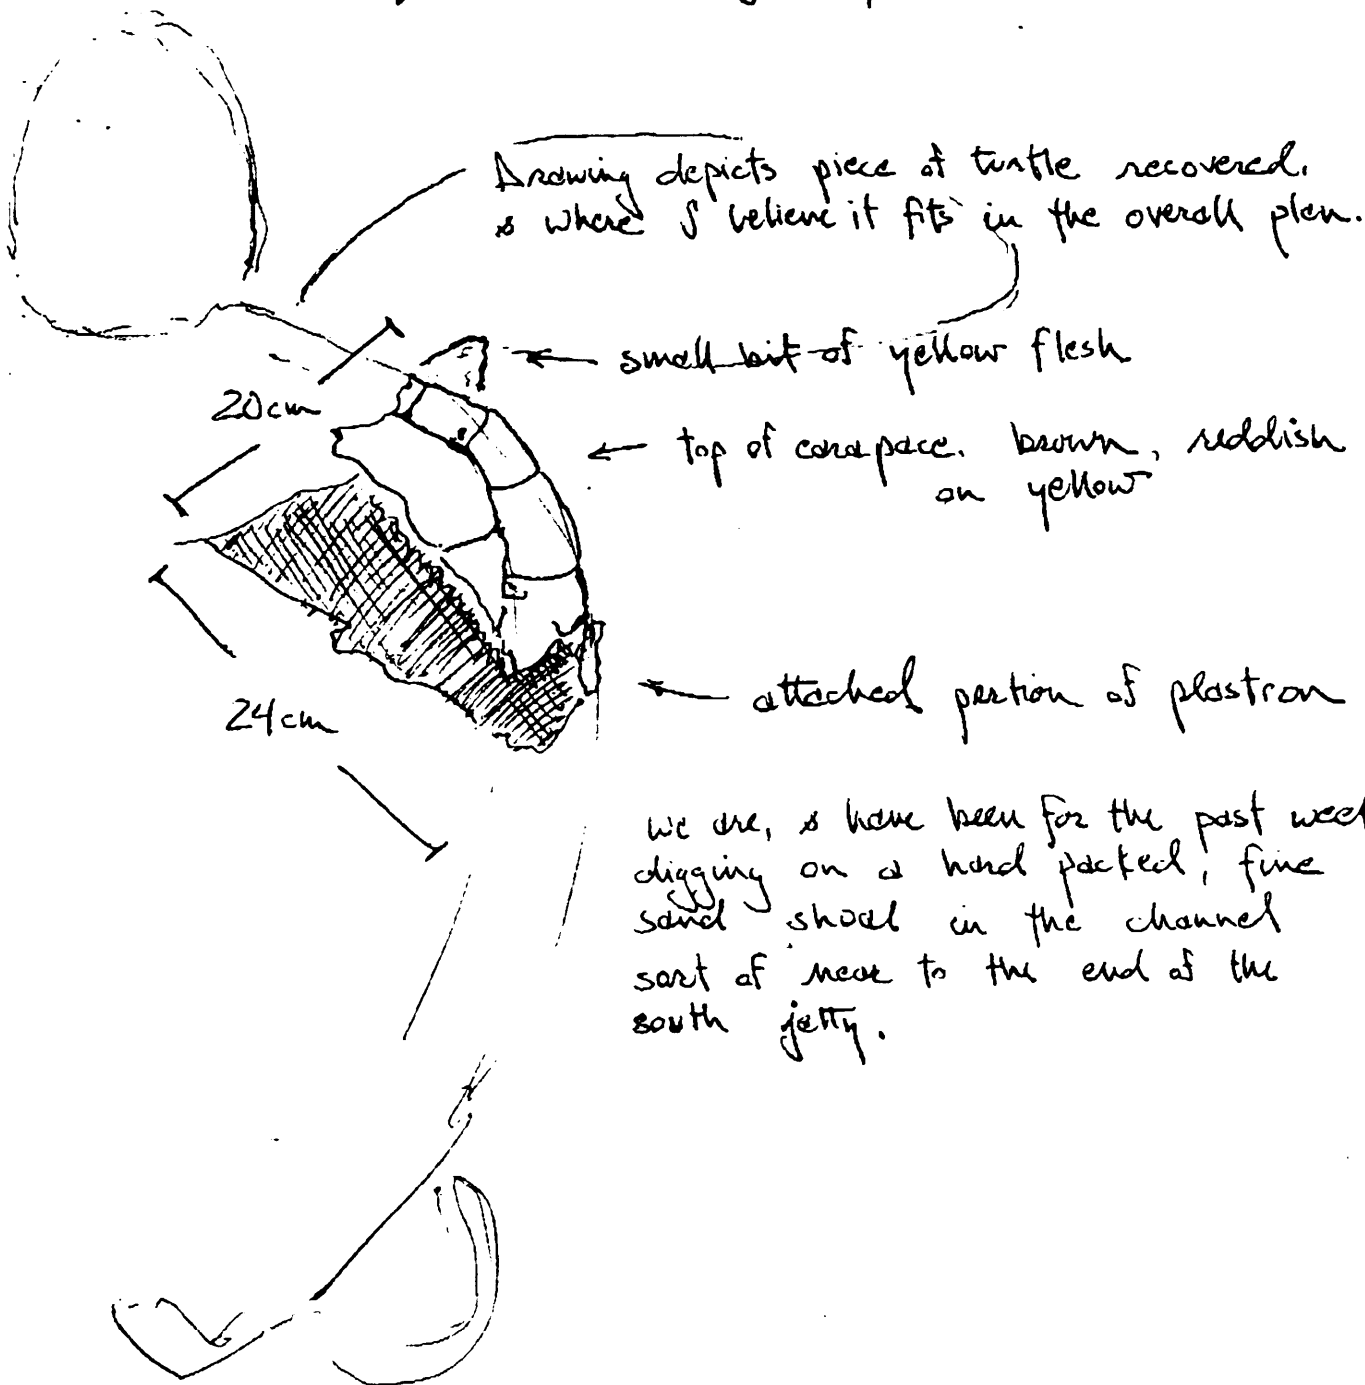 Drawing depicts piece of turtle recovered.
& where I believe it fits in the overall plan.
small bit of yellow flesh
20cm
top of carapace. brown, reddish
on yellow
attached portion of plastron
24cm
we are, & have been for the past week
digging on a hard packed, fine
sand shoal in the channel
sort of near to the end of the
south jetty.